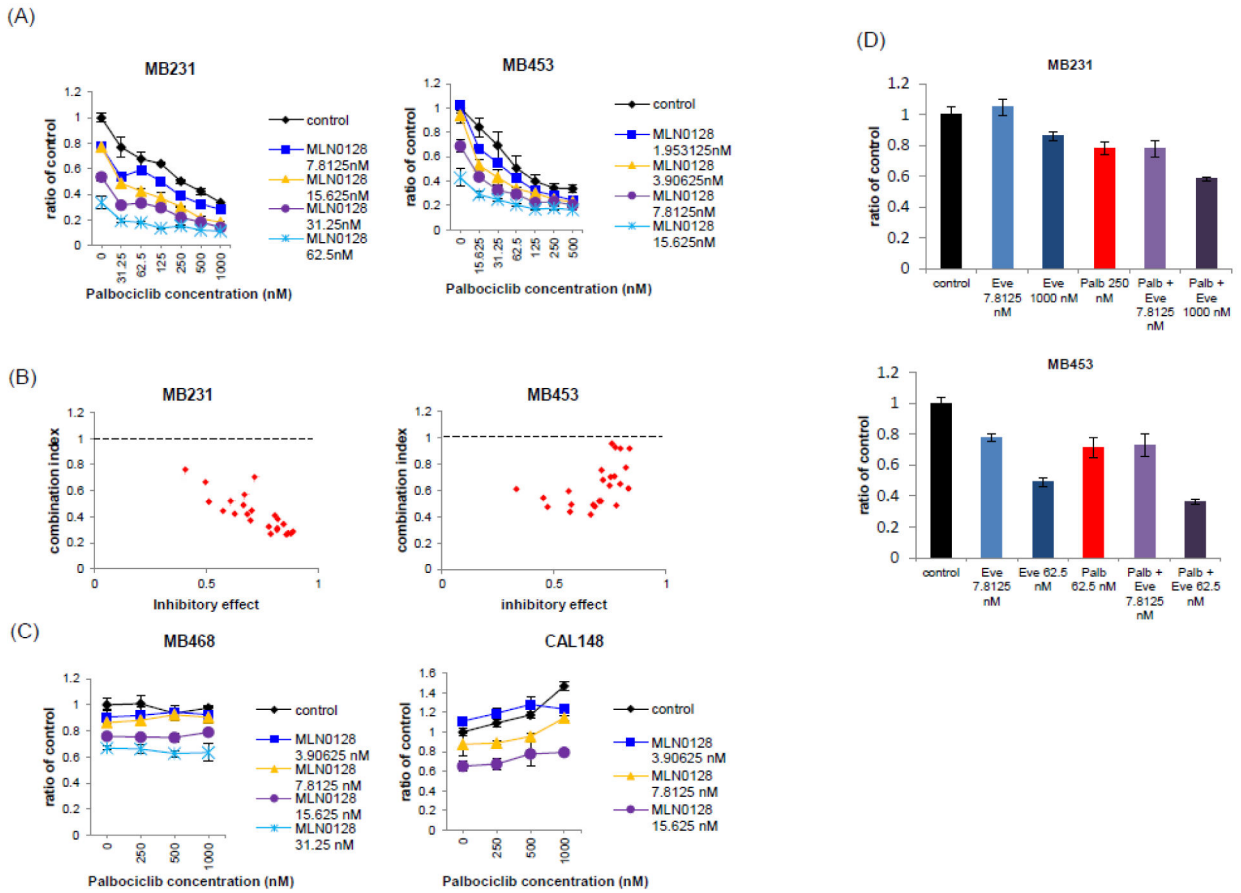 (A)
MB231
ratio of control
1.2
1
0.8
0.6
0.4
0.2
0
0
31.25
62.5
125
250
500
1000
Palbociclib concentration (nM)
control
MLN0128
7.8125nM
MLN0128
15.625nM
MLN0128
31.25nM
MLN0128
62.5nM
MB453
ratio of control
1.2
1
0.8
0.6
0.4
0.2
0
0
15.625
31.25
62.5
125
250
500
Palbociclib concentration (nM)
control
MLN0128
1.953125nM
MLN0128
3.90625nM
MLN0128
7.8125nM
MLN0128
15.625nM
(B)
MB231
combination index
1.2
1
0.8
0.6
0.4
0.2
0
0
0.5
1
Inhibitory effect
MB453
combination index
1.2
1
0.8
0.6
0.4
0.2
0
0
0.5
1
inhibitory effect
(C)
MB468
ratio of control
1.2
1
0.8
0.6
0.4
0.2
0
0
250
500
1000
Palbociclib concentration (nM)
control
MLN0128
3.90625 nM
MLN0128
7.8125 nM
MLN0128
15.625 nM
MLN0128
31.25 nM
CAL148
ratio of control
1.6
1.4
1.2
1
0.8
0.6
0.4
0.2
0
0
250
500
1000
Palbociclib concentration (nM)
control
MLN0128
3.90625 nM
MLN0128
7.8125 nM
MLN0128
15.625 nM
(D)
MB231
ratio of control
1.2
1
0.8
0.6
0.4
0.2
0
control
Eve
7.8125
nM
Eve
1000 nM
Palb 250
nM
Palb +
Eve
7.8125
nM
Palb +
Eve
1000 nM
MB453
ratio of control
1.2
1
0.8
0.6
0.4
0.2
0
control
Eve
7.8125
nM
Eve 62.5
nM
Palb
62.5 nM
Palb +
Eve
7.8125
nM
Palb +
Eve 62.5
nM